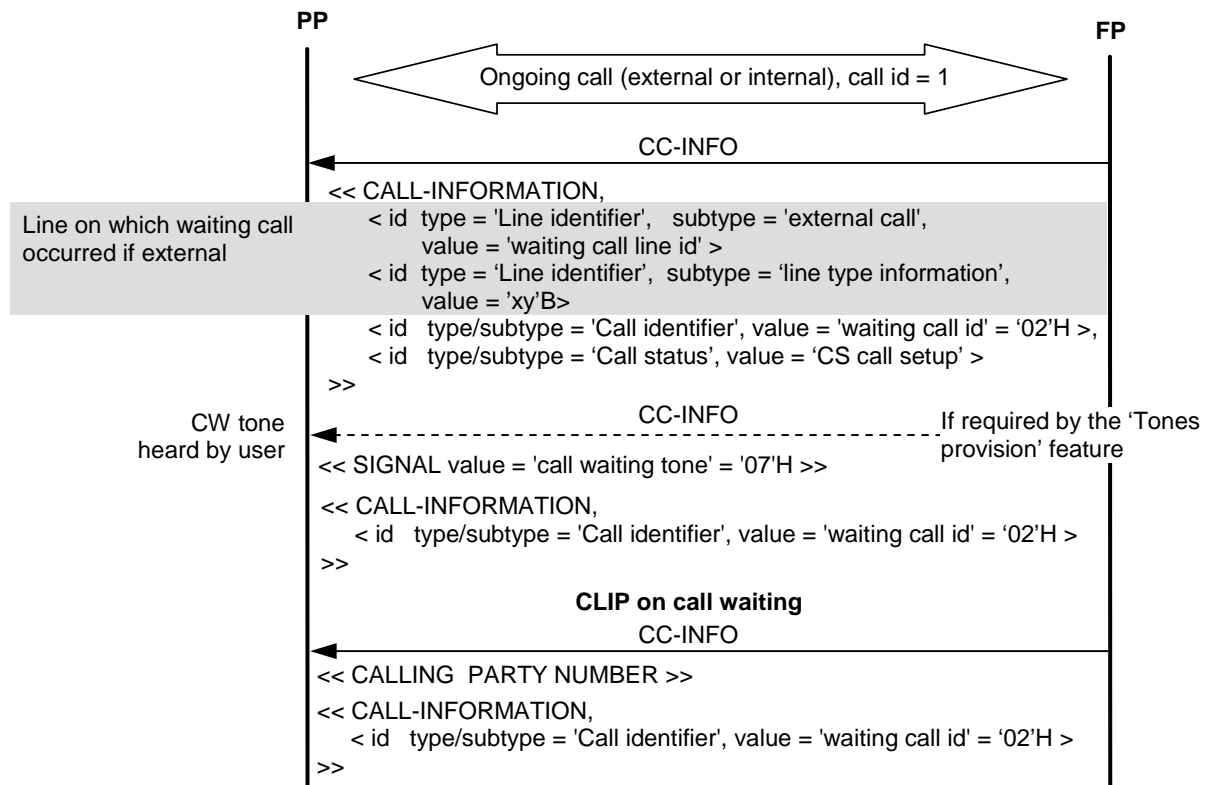 PP
FP
Ongoing call (external or internal), call id = 1
CC-INFO
<< CALL-INFORMATION,
Line on which waiting call
occurred if external
< id type = 'Line identifier', subtype = 'external call',
value = 'waiting call line id' >
< id type = ‘Line identifier’, subtype = ‘line type information’,
value = ’xy’B>
< id type/subtype = 'Call identifier', value = 'waiting call id' = ‘02’H >,
< id type/subtype = ‘Call status’, value = ‘CS call setup’ >
>>
CC-INFO
CW tone
heard by user
If required by the ‘Tones
provision’ feature
<< SIGNAL value = 'call waiting tone' = '07'H >>
<< CALL-INFORMATION,
< id type/subtype = 'Call identifier', value = 'waiting call id' = ‘02’H >
>>
CLIP on call waiting
CC-INFO
<< CALLING PARTY NUMBER >>
<< CALL-INFORMATION,
< id type/subtype = 'Call identifier', value = 'waiting call id' = ‘02’H >
>>